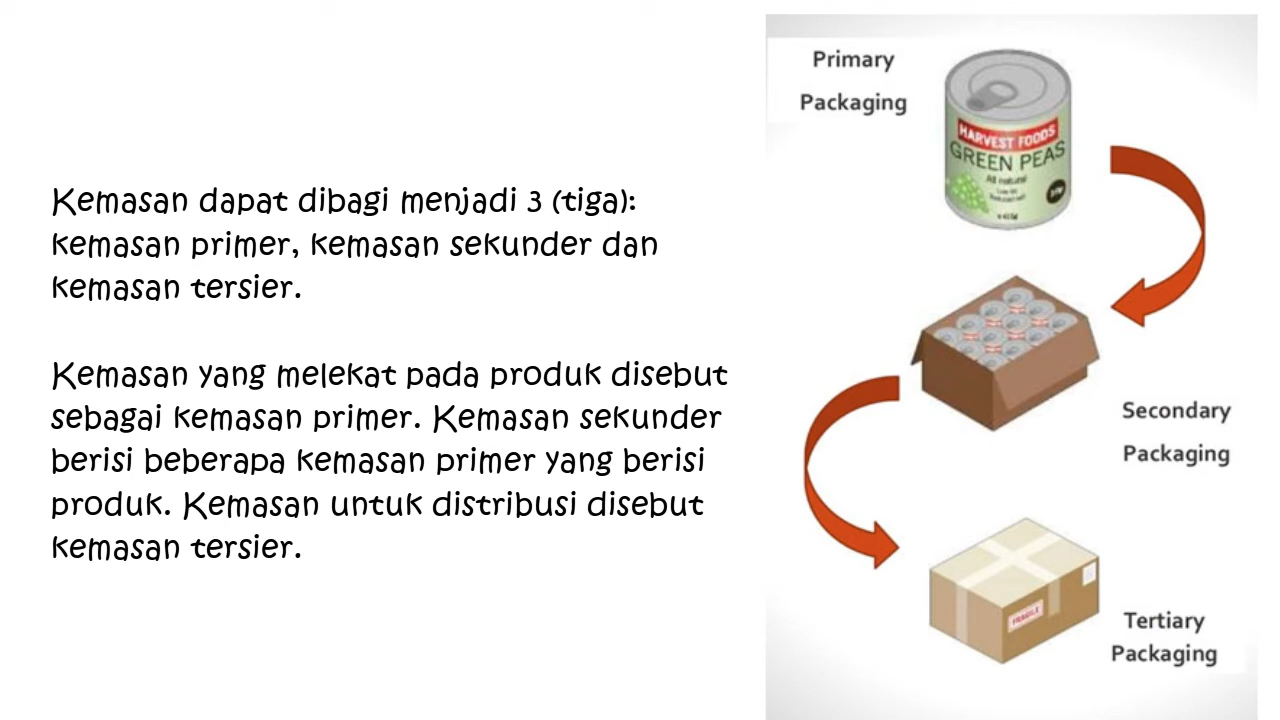 Kemasan dapat dibagi menjadi 3 (tiga):
kemasan primer, kemasan sekunder dan
kemasan tersier.
Kemasan yang melekat pada produk disebut
sebagai kemasan primer. Kemasan sekunder
berisi beberapa kemasan primer yang berisi
produk. Kemasan untuk distribusi disebut
kemasan tersier.
Primary
Packaging
HARVEST FOODS
GREEN PEAS
All natural
Secondary
Packaging
FRAGILE
Tertiary
Packaging